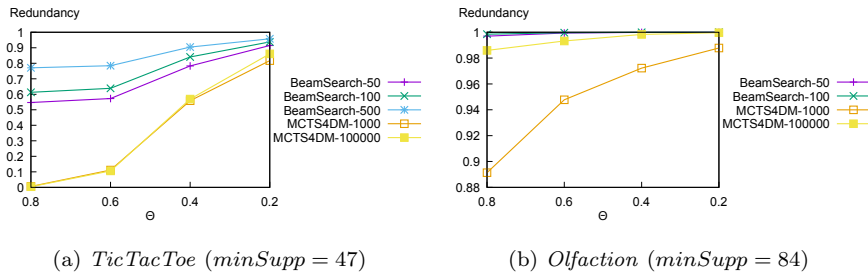 Redundancy
1
0.9
0.8
0.7
0.6
0.5
0.4
0.3
0.2
0.1
0
0.8 0.6 0.4 0.2
Θ
BeamSearch-50
BeamSearch-100
BeamSearch-500
MCTS4DM-1000
MCTS4DM-100000
(a) TicTacToe (minSupp = 47)
Redundancy
1
0.98
0.96
0.94
0.92
0.9
0.88
0.8 0.6 0.4 0.2
Θ
BeamSearch-50
BeamSearch-100
MCTS4DM-1000
MCTS4DM-100000
(b) Olfaction (minSupp = 84)